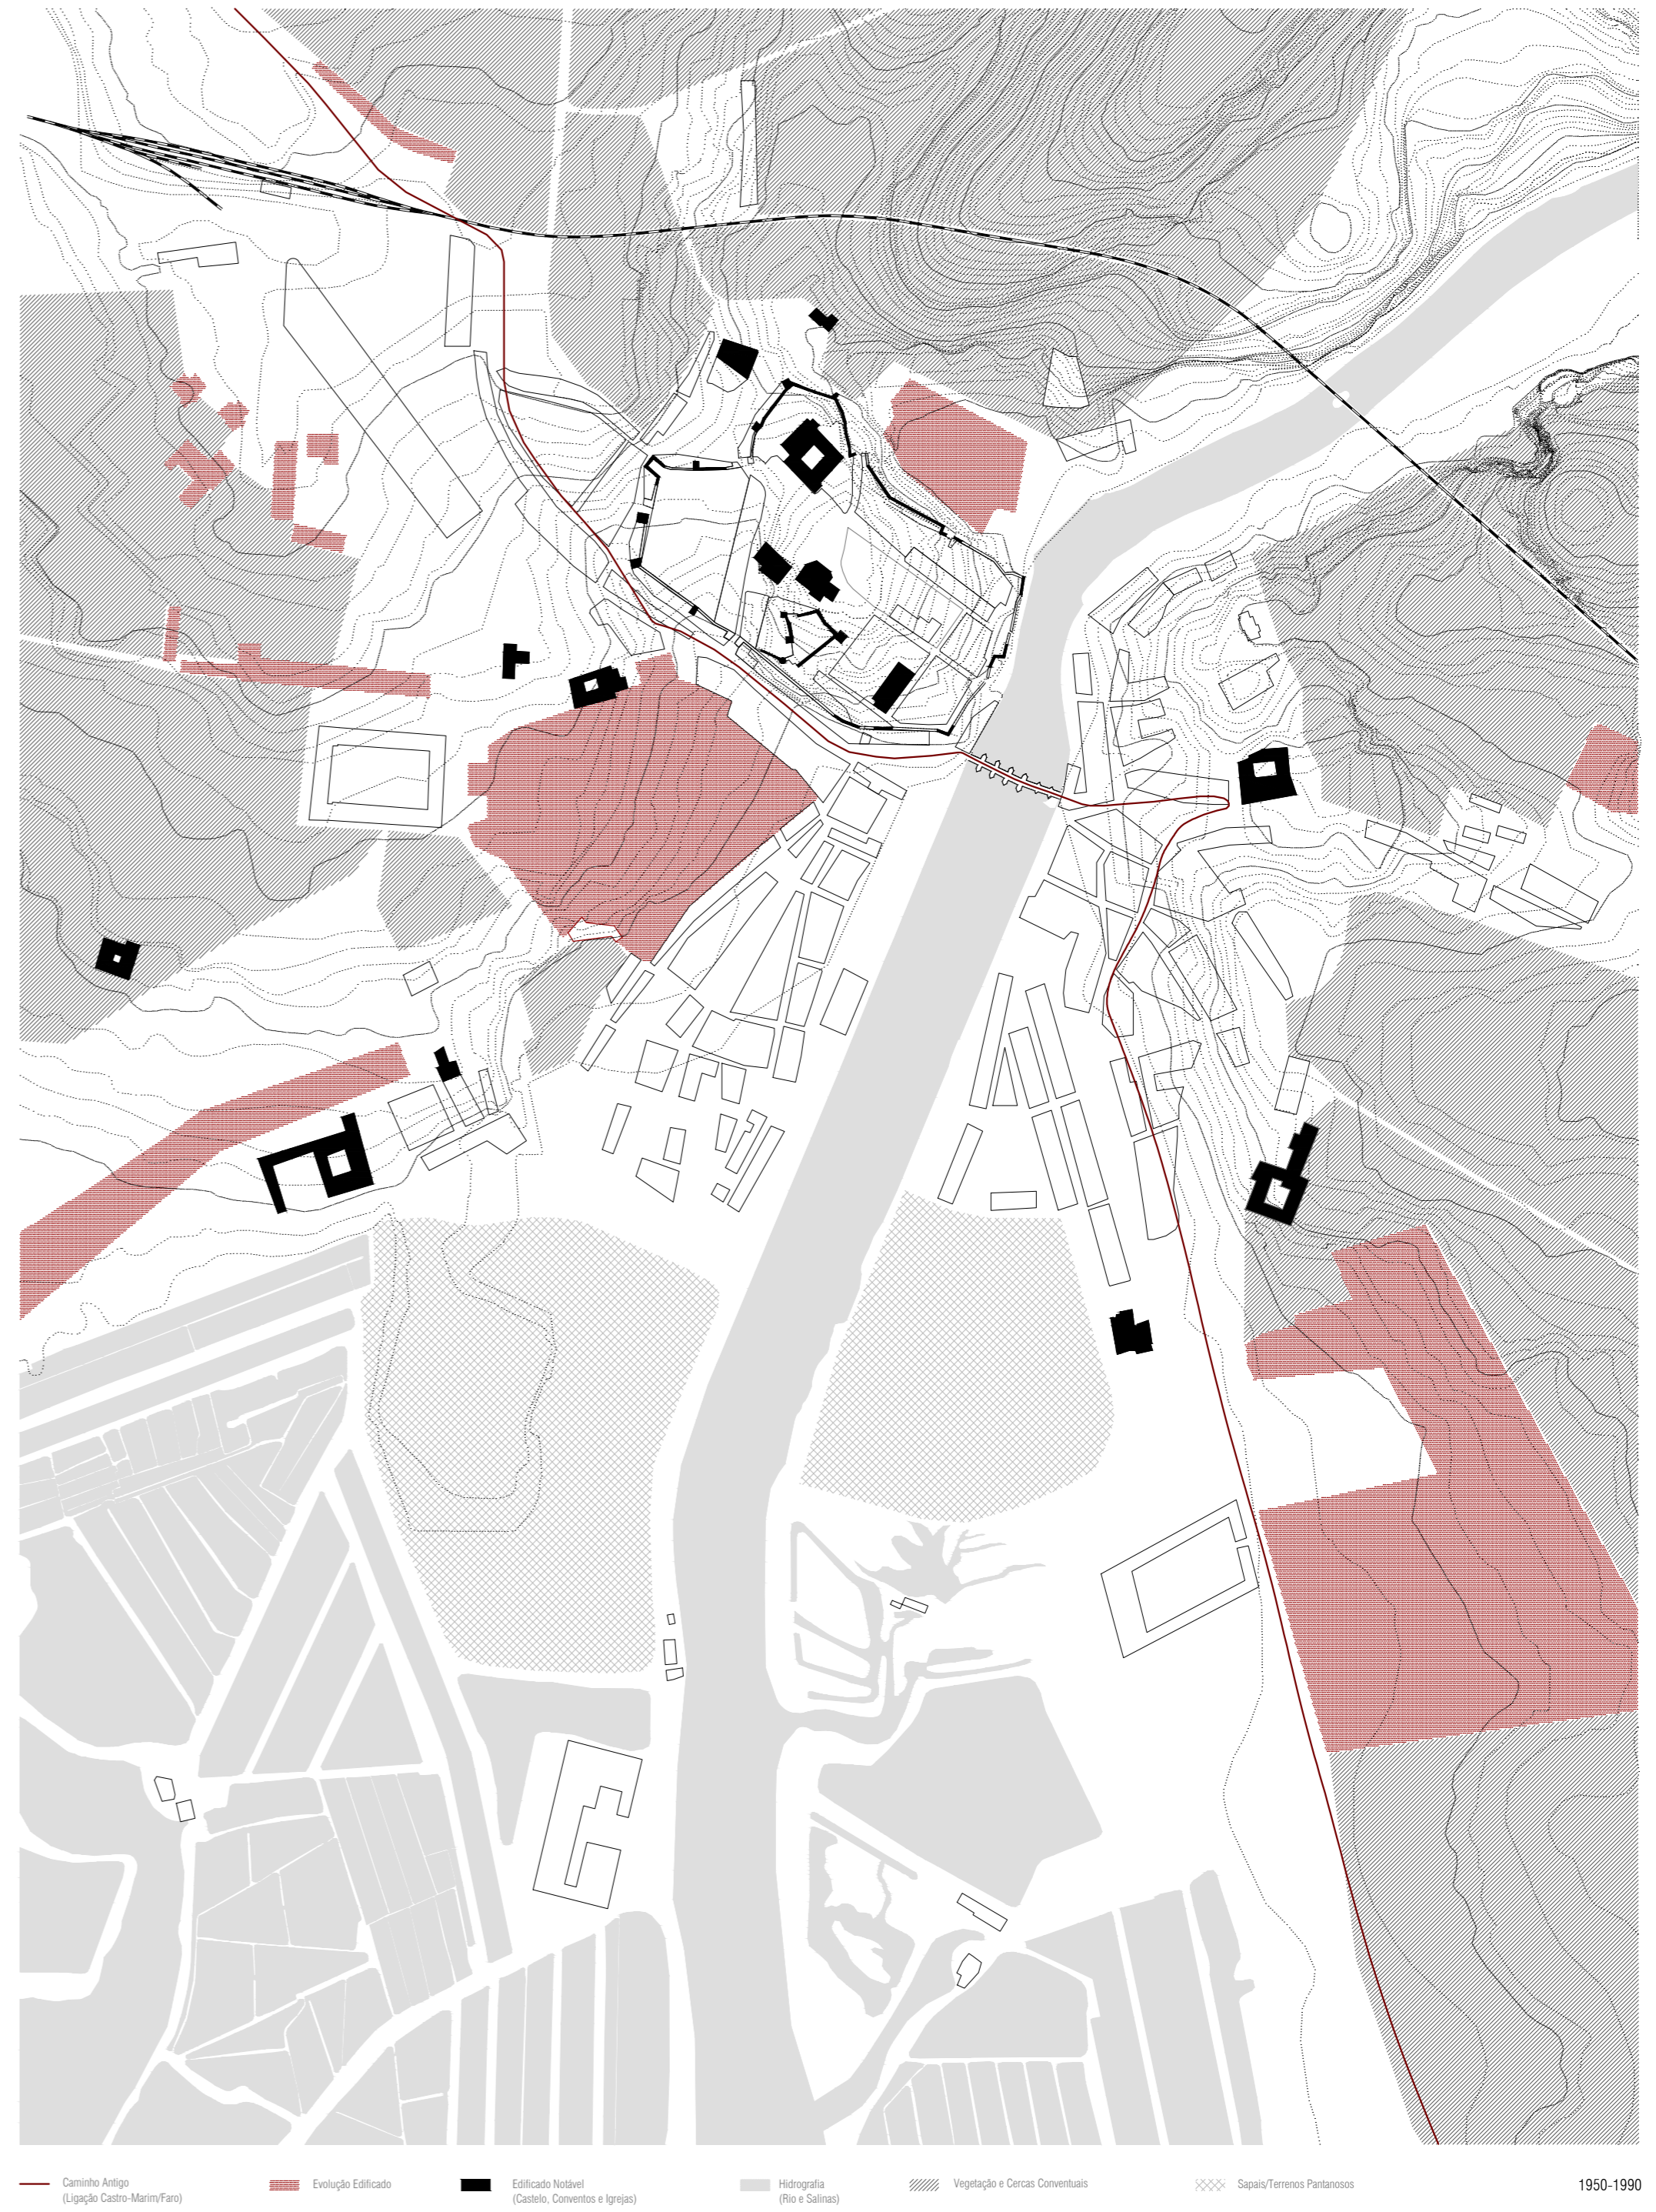 Caminho Antigo
(Ligação Castro-Marim/Faro)
Evolução Edificado
Edificado Notável
(Castelo, Conventos e Igrejas)
Hidrografia
(Rio e Salinas)
Vegetação e Cercas Conventuais
Sapais/Terrenos Pantanosos
1950-1990